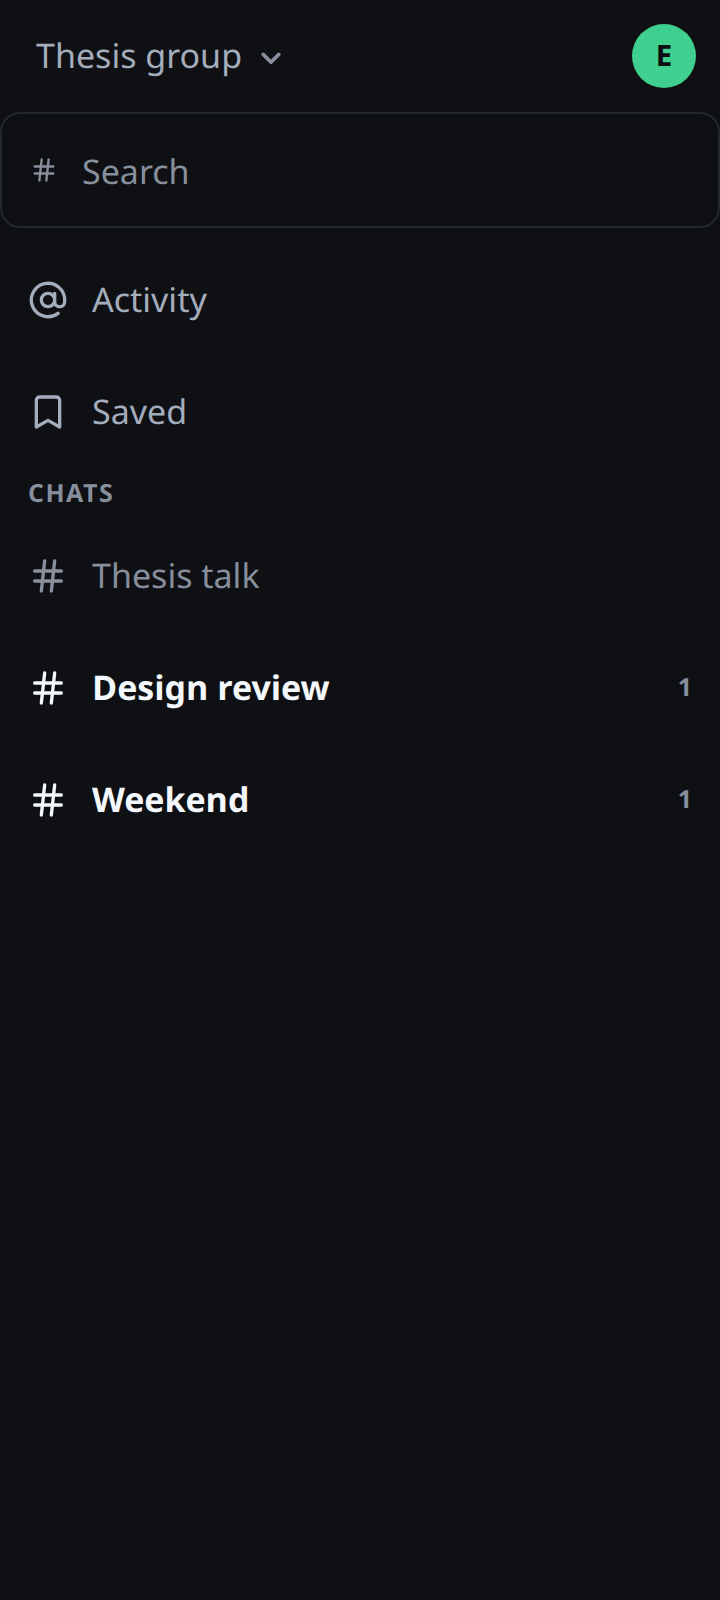 Thesis group
E
# Search
Activity
Saved
CHATS
# Thesis talk
# Design review 1
# Weekend 1